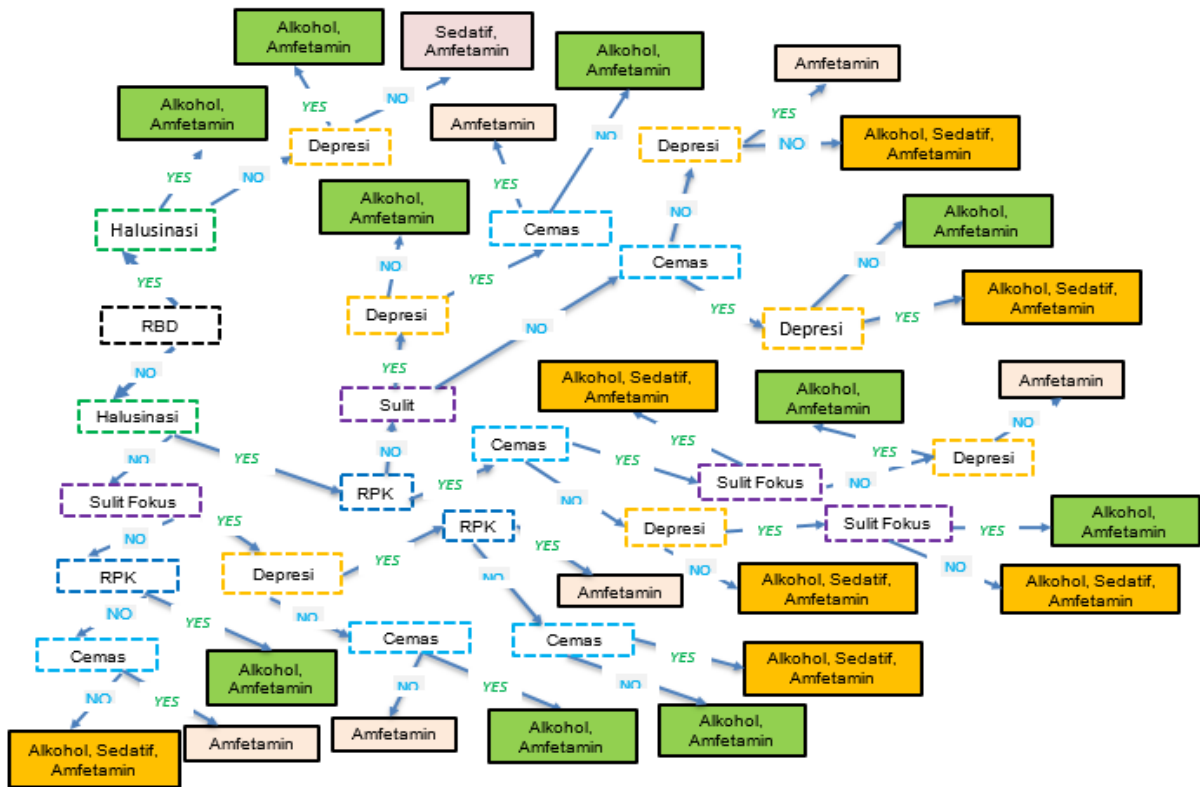 Alkohol,
Amfetamin
Sedatif,
Amfetamin
Alkohol,
Amfetamin
Amfetamin
YES
NO
YES
Alkohol,
Amfetamin
Amfetamin
NO
Depresi
Depresi
NO
Alkohol, Sedatif,
Amfetamin
YES
NO
Alkohol,
Amfetamin
YES
Halusinasi
Cemas
NO
Alkohol,
Amfetamin
Cemas
NO
YES
NO
YES
YES
Alkohol, Sedatif,
Amfetamin
RBD
Depresi
NO
Depresi
YES
NO
YES
Alkohol, Sedatif,
Amfetamin
Alkohol,
Amfetamin
Amfetamin
Halusinasi
Sulit
NO
YES
YES
NO
YES
NO
Cemas
YES
Depresi
Sulit Fokus
RPK
YES
Sulit Fokus
NO
YES
NO
RPK
Depresi
YES
Sulit Fokus
YES
Alkohol,
Amfetamin
NO
YES
YES
RPK
Depresi
NO
Amfetamin
NO
Alkohol, Sedatif,
Amfetamin
NO
Alkohol, Sedatif,
Amfetamin
NO
YES
NO
Cemas
Cemas
Cemas
YES
Alkohol, Sedatif,
Amfetamin
Alkohol,
Amfetamin
NO
YES
NO
YES
NO
Alkohol, Sedatif,
Amfetamin
Amfetamin
Amfetamin
Alkohol,
Amfetamin
Alkohol,
Amfetamin